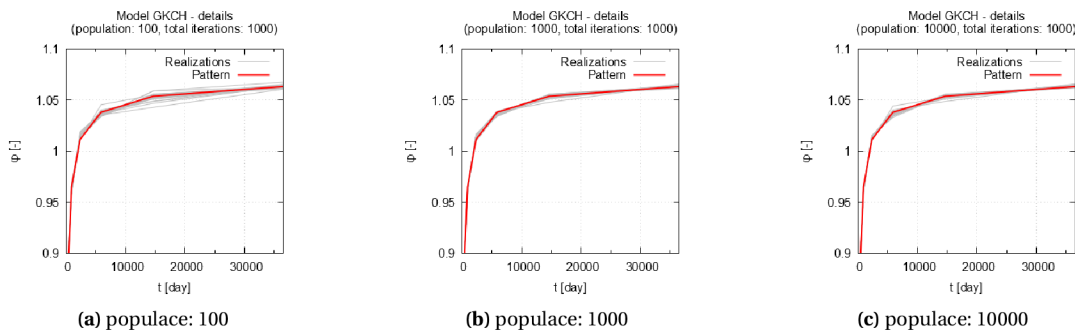 Model GKCH - details
(population: 100, total iterations: 1000)
1.1
1.05
1
0.95
0.9
φ [-]
Realizations
Pattern
0 10000 20000 30000
t [day]
(a) populace: 100
Model GKCH - details
(population: 1000, total iterations: 1000)
1.1
1.05
1
0.95
0.9
φ [-]
Realizations
Pattern
0 10000 20000 30000
t [day]
(b) populace: 1000
Model GKCH - details
(population: 10000, total iterations: 1000)
1.1
1.05
1
0.95
0.9
φ [-]
Realizations
Pattern
0 10000 20000 30000
t [day]
(c) populace: 10000